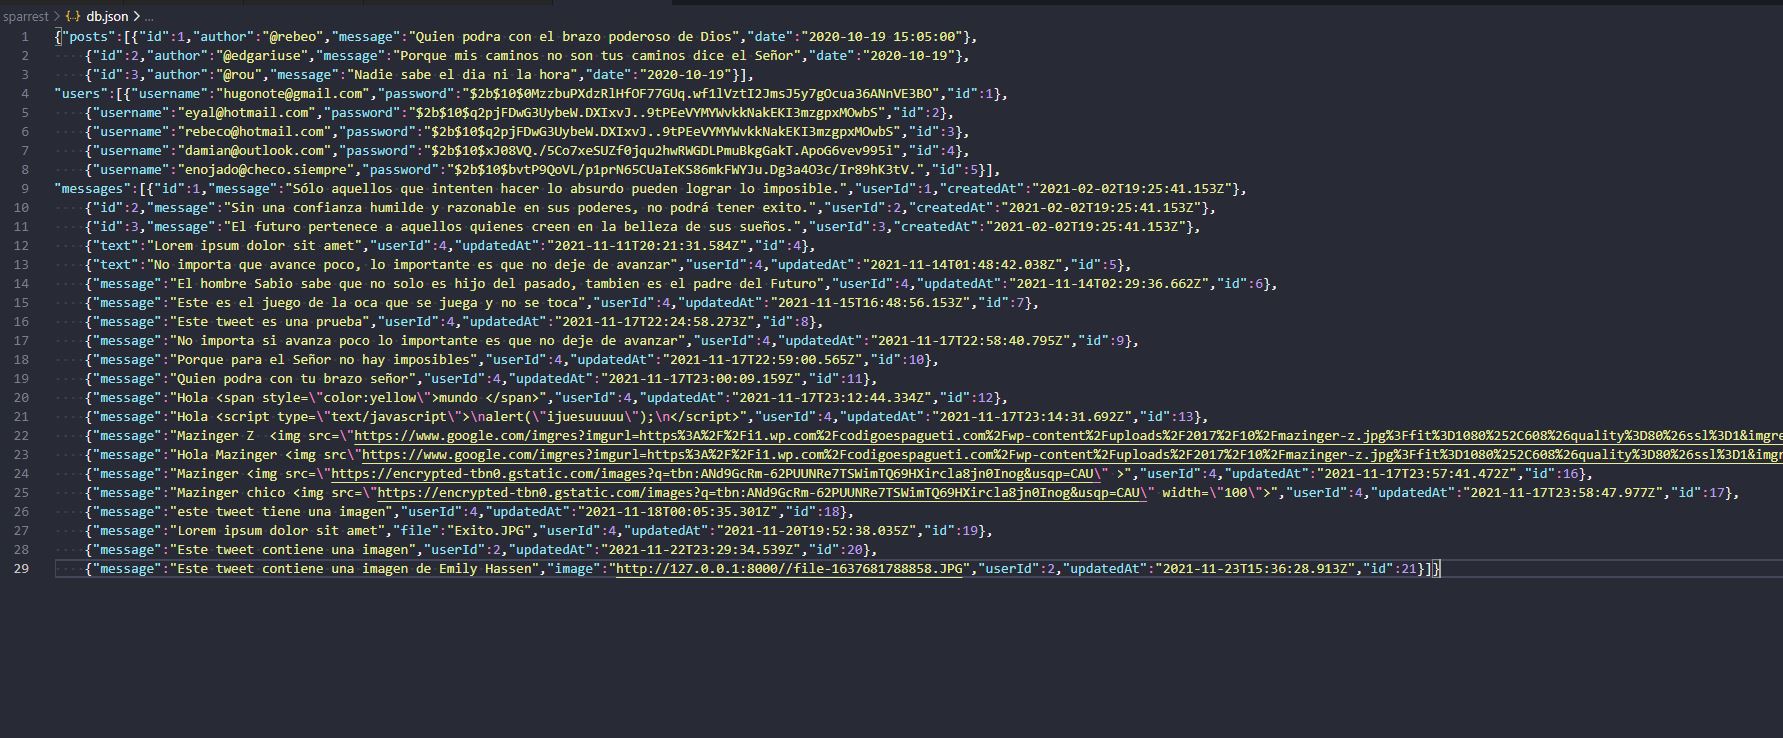 sparrest > {..} db.json > ...
1 {"posts":[{"id":1,"author":"@rebeo","message":"Quien podra con el brazo poderoso de Dios","date":"2020-10-19 15:05:00"},
2 {"id":2,"author":"@edgariuse","message":"Porque mis caminos no son tus caminos dice el Señor","date":"2020-10-19"},
3 {"id":3,"author":"@rou","message":"Nadie sabe el dia ni la hora","date":"2020-10-19"}],
4 "users":[{"username":"hugonote@gmail.com","password":"$2b$10$0MzzbuPXdzRlHfOF77GUq.wf1lVztI2JmsJ5y7gOcua36ANnVE3BO","id":1},
5 {"username":"eyal@hotmail.com","password":"$2b$10$q2pjFDwG3UybeW.DXIxvJ..9tPEeVYMYWvkkNakEKI3mzgpxMOwbS","id":2},
6 {"username":"rebeco@hotmail.com","password":"$2b$10$q2pjFDwG3UybeW.DXIxvJ..9tPEeVYMYWvkkNakEKI3mzgpxMOwbS","id":3},
7 {"username":"damian@outlook.com","password":"$2b$10$xJ08VQ./5Co7xeSUZf0jqu2hwRWGDLPmuBkgGakT.ApoG6vev995i","id":4},
8 {"username":"enojado@checo.siempre","password":"$2b$10$bvtP9QoVL/p1prN65CUaIeKS86mkFWYJu.Dg3a4O3c/Ir89hK3tV.","id":5}],
9 "messages":[{"id":1,"message":"Sólo aquellos que intenten hacer lo absurdo pueden lograr lo imposible.","userId":1,"createdAt":"2021-02-02T19:25:41.153Z"},
10 {"id":2,"message":"Sin una confianza humilde y razonable en sus poderes, no podrá tener exito.","userId":2,"createdAt":"2021-02-02T19:25:41.153Z"},
11 {"id":3,"message":"El futuro pertenece a aquellos quienes creen en la belleza de sus sueños.","userId":3,"createdAt":"2021-02-02T19:25:41.153Z"},
12 {"text":"Lorem ipsum dolor sit amet","userId":4,"updatedAt":"2021-11-11T20:21:31.584Z","id":4},
13 {"text":"No importa que avance poco, lo importante es que no deje de avanzar","userId":4,"updatedAt":"2021-11-14T01:48:42.038Z","id":5},
14 {"message":"El hombre Sabio sabe que no solo es hijo del pasado, tambien es el padre del Futuro","userId":4,"updatedAt":"2021-11-14T02:29:36.662Z","id":6},
15 {"message":"Este es el juego de la oca que se juega y no se toca","userId":4,"updatedAt":"2021-11-15T16:48:56.153Z","id":7},
16 {"message":"Este tweet es una prueba","userId":4,"updatedAt":"2021-11-17T22:24:58.273Z","id":8},
17 {"message":"No importa si avanza poco lo importante es que no deje de avanzar","userId":4,"updatedAt":"2021-11-17T22:58:40.795Z","id":9},
18 {"message":"Porque para el Señor no hay imposibles","userId":4,"updatedAt":"2021-11-17T22:59:00.565Z","id":10},
19 {"message":"Quien podra con tu brazo señor","userId":4,"updatedAt":"2021-11-17T23:00:09.159Z","id":11},
20 {"message":"Hola <span style=\"color:yellow\">mundo </span>","userId":4,"updatedAt":"2021-11-17T23:12:44.334Z","id":12},
21 {"message":"Hola <script type=\"text/javascript\">\nalert(\"ijuesuuuuu\");\n</script>","userId":4,"updatedAt":"2021-11-17T23:14:31.692Z","id":13},
22 {"message":"Mazinger Z  <img src=\"https://www.google.com/imgres?imgurl=https%3A%2F%2Fi1.wp.com%2Fcodigoespagueti.com%2Fwp-content%2Fuploads%2F2017%2F10%2Fmazinger-z.jpg%3Ffit%3D1080%252C608%26quality%3D80%26ssl%3D1&imgre
23 {"message":"Hola Mazinger <img src\"https://www.google.com/imgres?imgurl=https%3A%2F%2Fi1.wp.com%2Fcodigoespagueti.com%2Fwp-content%2Fuploads%2F2017%2F10%2Fmazinger-z.jpg%3Ffit%3D1080%252C608%26quality%3D80%26ssl%3D1&imgr
24 {"message":"Mazinger <img src=\"https://encrypted-tbn0.gstatic.com/images?q=tbn:ANd9GcRm-62PUUNRe7TSWimTQ69HXircla8jn0Inog&usqp=CAU\" >","userId":4,"updatedAt":"2021-11-17T23:57:41.472Z","id":16},
25 {"message":"Mazinger chico <img src=\"https://encrypted-tbn0.gstatic.com/images?q=tbn:ANd9GcRm-62PUUNRe7TSWimTQ69HXircla8jn0Inog&usqp=CAU\" width=\"100\">","userId":4,"updatedAt":"2021-11-17T23:58:47.977Z","id":17},
26 {"message":"este tweet tiene una imagen","userId":4,"updatedAt":"2021-11-18T00:05:35.301Z","id":18},
27 {"message":"Lorem ipsum dolor sit amet","file":"Exito.JPG","userId":4,"updatedAt":"2021-11-20T19:52:38.035Z","id":19},
28 {"message":"Este tweet contiene una imagen","userId":2,"updatedAt":"2021-11-22T23:29:34.539Z","id":20},
29 {"message":"Este tweet contiene una imagen de Emily Hassen","image":"http://127.0.0.1:8000//file-1637681788858.JPG","userId":2,"updatedAt":"2021-11-23T15:36:28.913Z","id":21}]}